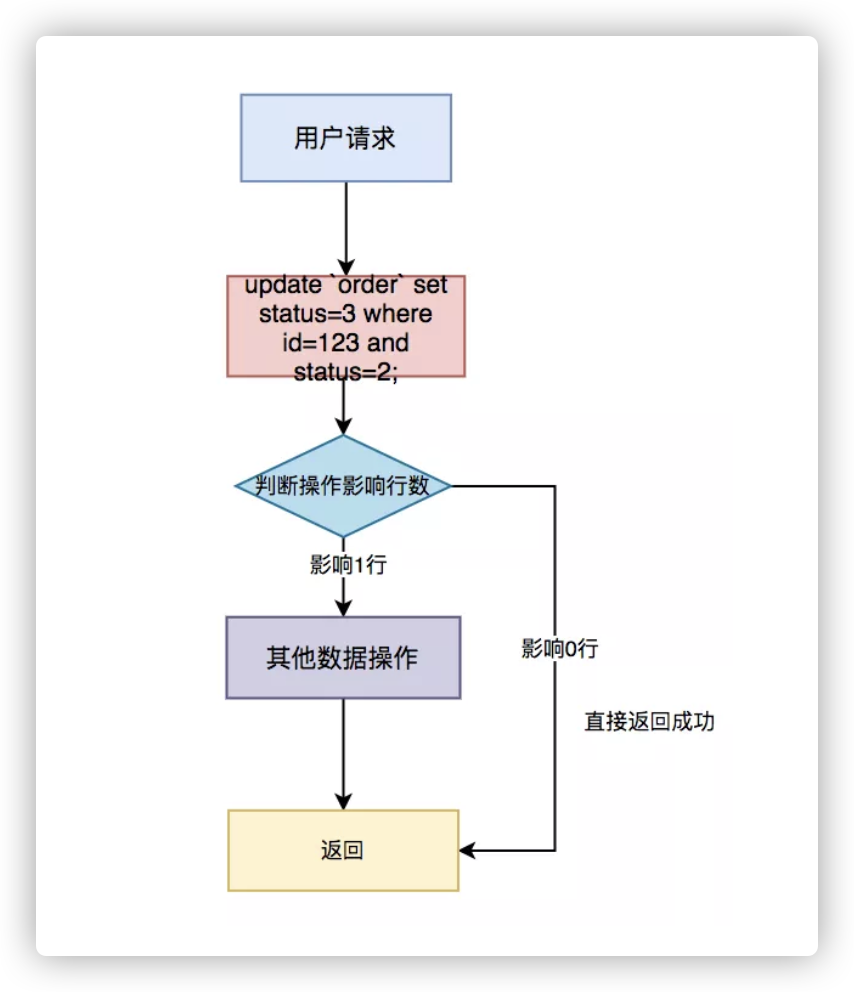 用户请求
update `order` set
status=3 where
id=123 and
status=2;
判断操作影响行数
影响1行
其他数据操作
影响0行
直接返回成功
返回